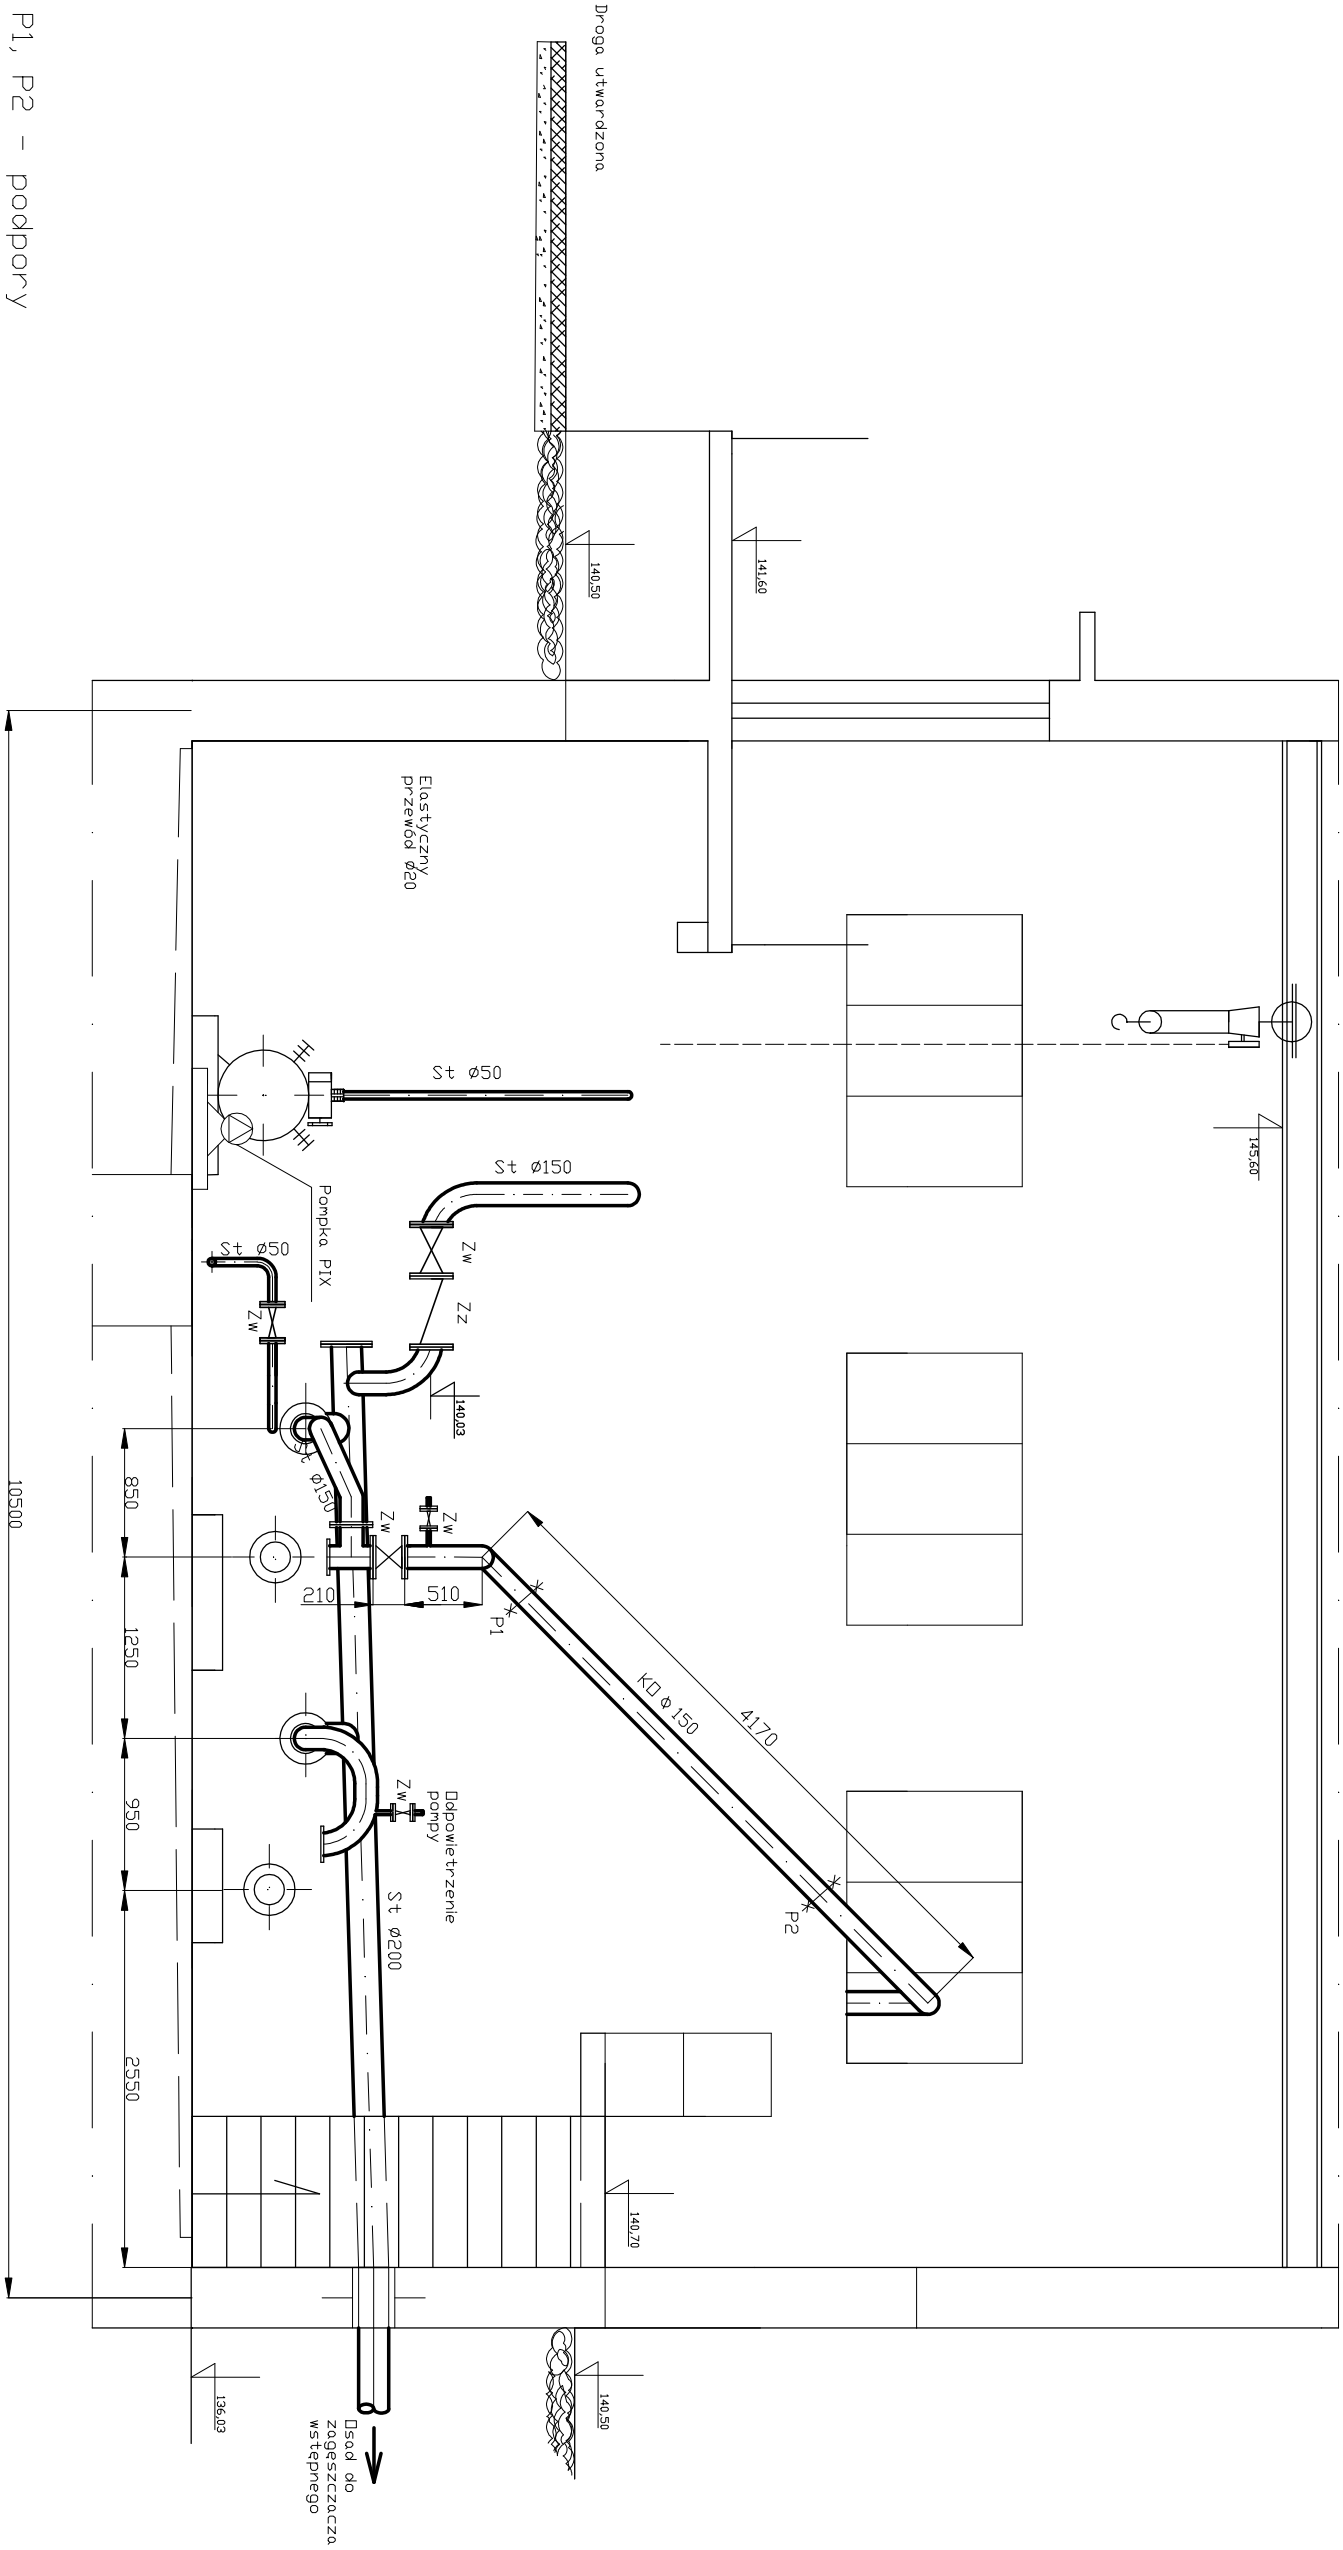 145,60
141,60
Droga utwardzona
140,50
140,70
140,50
Elastyczny
przewód ø20
St ø50
St ø150
Zw
Zz
140,03
Pompka PIX
St ø50
Zw
St ø150
Zw
Zw
210
510
P1
KO ø 150
4170
P2
Odpowietrzenie
pompy
Zw
St ø200
Osad do
zagęszczacza
wstępnego
136,03
850
1250
950
2550
10500
P1, P2 - podpory